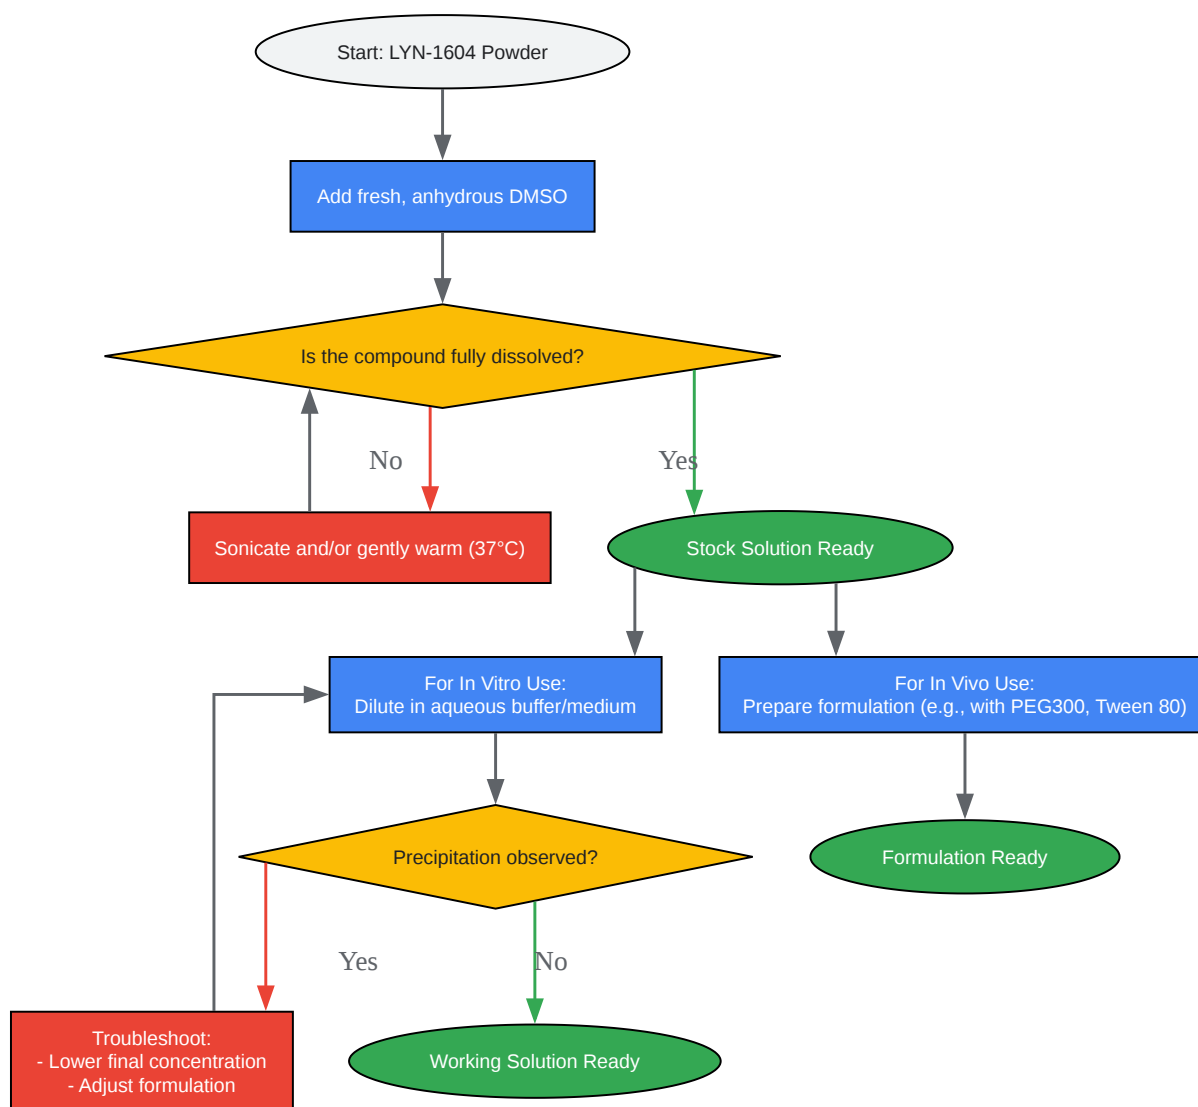 Start: LYN-1604 Powder
Add fresh, anhydrous DMSO
Is the compound fully dissolved?
No
Yes
Sonicate and/or gently warm (37°C)
Stock Solution Ready
For In Vitro Use:
Dilute in aqueous buffer/medium
For In Vivo Use:
Prepare formulation (e.g., with PEG300, Tween 80)
Precipitation observed?
Formulation Ready
Yes
No
Troubleshoot:
- Lower final concentration
- Adjust formulation
Working Solution Ready